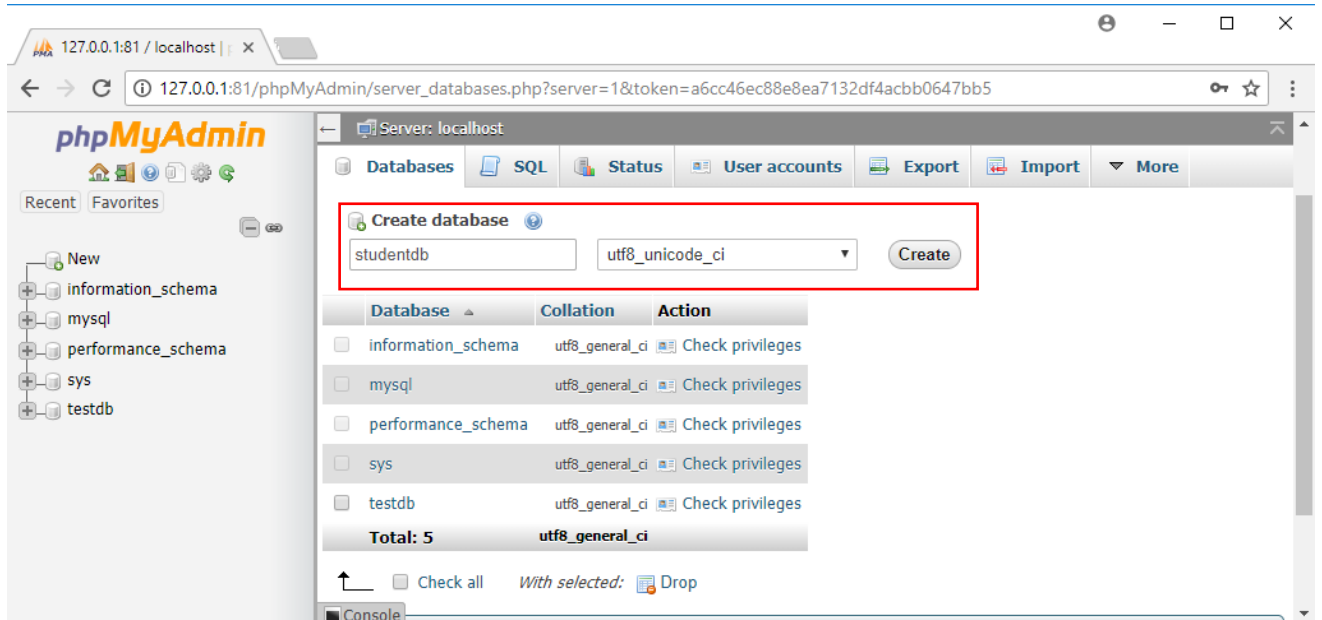 127.0.0.1:81 / localhost |
127.0.0.1:81/phpMyAdmin/server_databases.php?server=1&token=a6cc46ec88e8ea7132df4acbb0647bb5
phpMyAdmin
Recent Favorites
New
information_schema
mysql
performance_schema
sys
testdb
Server: localhost
Databases SQL Status User accounts Export Import More
Create database
studentdb utf8_unicode_ci Create
Database Collation Action
information_schema utf8_general_ci Check privileges
mysql utf8_general_ci Check privileges
performance_schema utf8_general_ci Check privileges
sys utf8_general_ci Check privileges
testdb utf8_general_ci Check privileges
Total: 5 utf8_general_ci
Check all With selected: Drop
Console